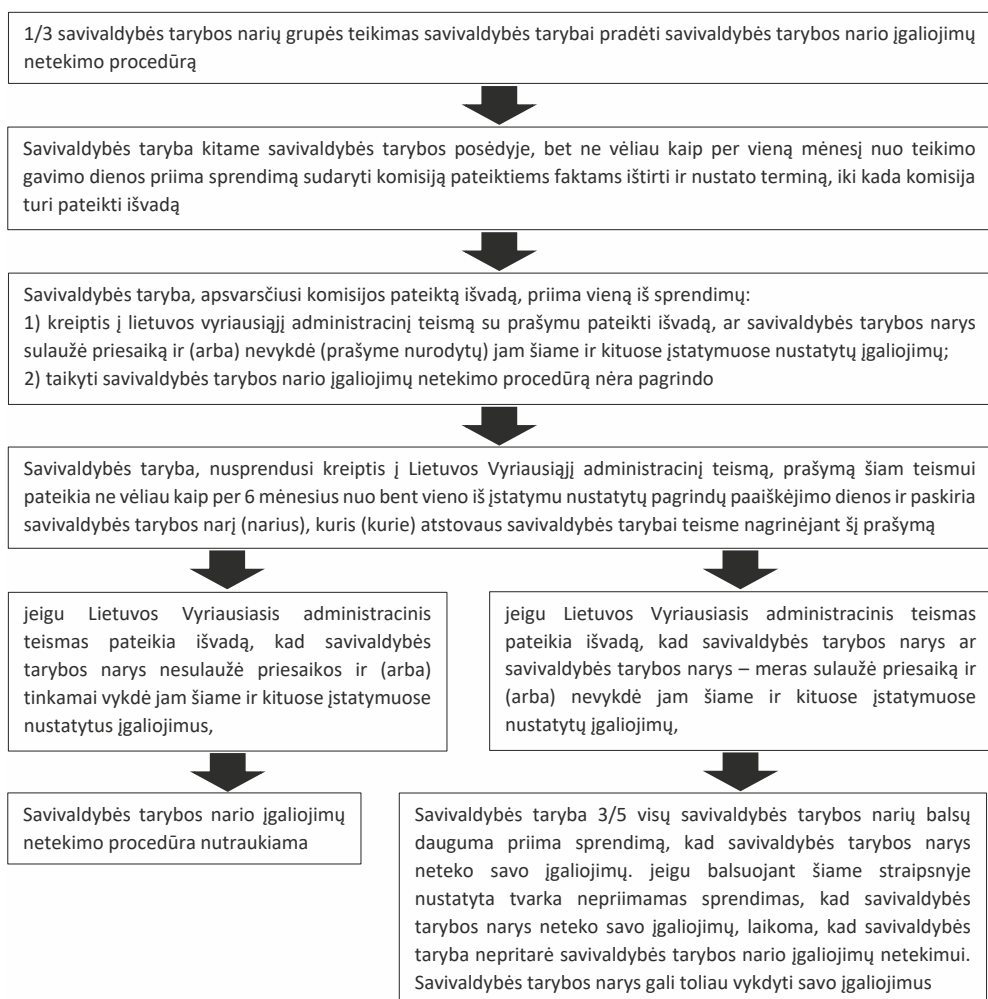 1/3 savivaldybės tarybos narių grupės teikimas savivaldybės tarybai pradėti savivaldybės tarybos nario įgaliojimų
netekimo procedūrą
Savivaldybės taryba kitame savivaldybės tarybos posėdyje, bet ne vėliau kaip per vieną mėnesį nuo teikimo
gavimo dienos priima sprendimą sudaryti komisiją pateiktiems faktams ištirti ir nustato terminą, iki kada komisija
turi pateikti išvadą
Savivaldybės taryba, apsvarsčiusi komisijos pateiktą išvadą, priima vieną iš sprendimų:
1) kreiptis į lietuvos vyriausiąjį administracinį teismą su prašymu pateikti išvadą, ar savivaldybės tarybos narys
sulaužė priesaiką ir (arba) nevykdė (prašyme nurodytų) jam šiame ir kituose įstatymuose nustatytų įgaliojimų;
2) taikyti savivaldybės tarybos nario įgaliojimų netekimo procedūrą nėra pagrindo
Savivaldybės taryba, nusprendusi kreiptis į Lietuvos Vyriausiąjį administracinį teismą, prašymą šiam teismui
pateikia ne vėliau kaip per 6 mėnesius nuo bent vieno iš įstatymu nustatytų pagrindų paaiškėjimo dienos ir paskiria
savivaldybės tarybos narį (narius), kuris (kurie) atstovaus savivaldybės tarybai teisme nagrinėjant šį prašymą
jeigu Lietuvos Vyriausiasis administracinis
teismas pateikia išvadą, kad savivaldybės
tarybos narys nesulaužė priesaikos ir (arba)
tinkamai vykdė jam šiame ir kituose įstatymuose
nustatytus įgaliojimus,
jeigu Lietuvos Vyriausiasis administracinis teismas
pateikia išvadą, kad savivaldybės tarybos narys ar
savivaldybės tarybos narys – meras sulaužė priesaiką ir
(arba) nevykdė jam šiame ir kituose įstatymuose
nustatytų įgaliojimų,
Savivaldybės tarybos nario įgaliojimų
netekimo procedūra nutraukiama
Savivaldybės taryba 3/5 visų savivaldybės tarybos narių balsų
dauguma priima sprendimą, kad savivaldybės tarybos narys
neteko savo įgaliojimų. jeigu balsuojant šiame straipsnyje
nustatyta tvarka nepriimamas sprendimas, kad savivaldybės
tarybos narys neteko savo įgaliojimų, laikoma, kad savivaldybės
taryba nepritarė savivaldybės tarybos nario įgaliojimų netekimui.
Savivaldybės tarybos narys gali toliau vykdyti savo įgaliojimus